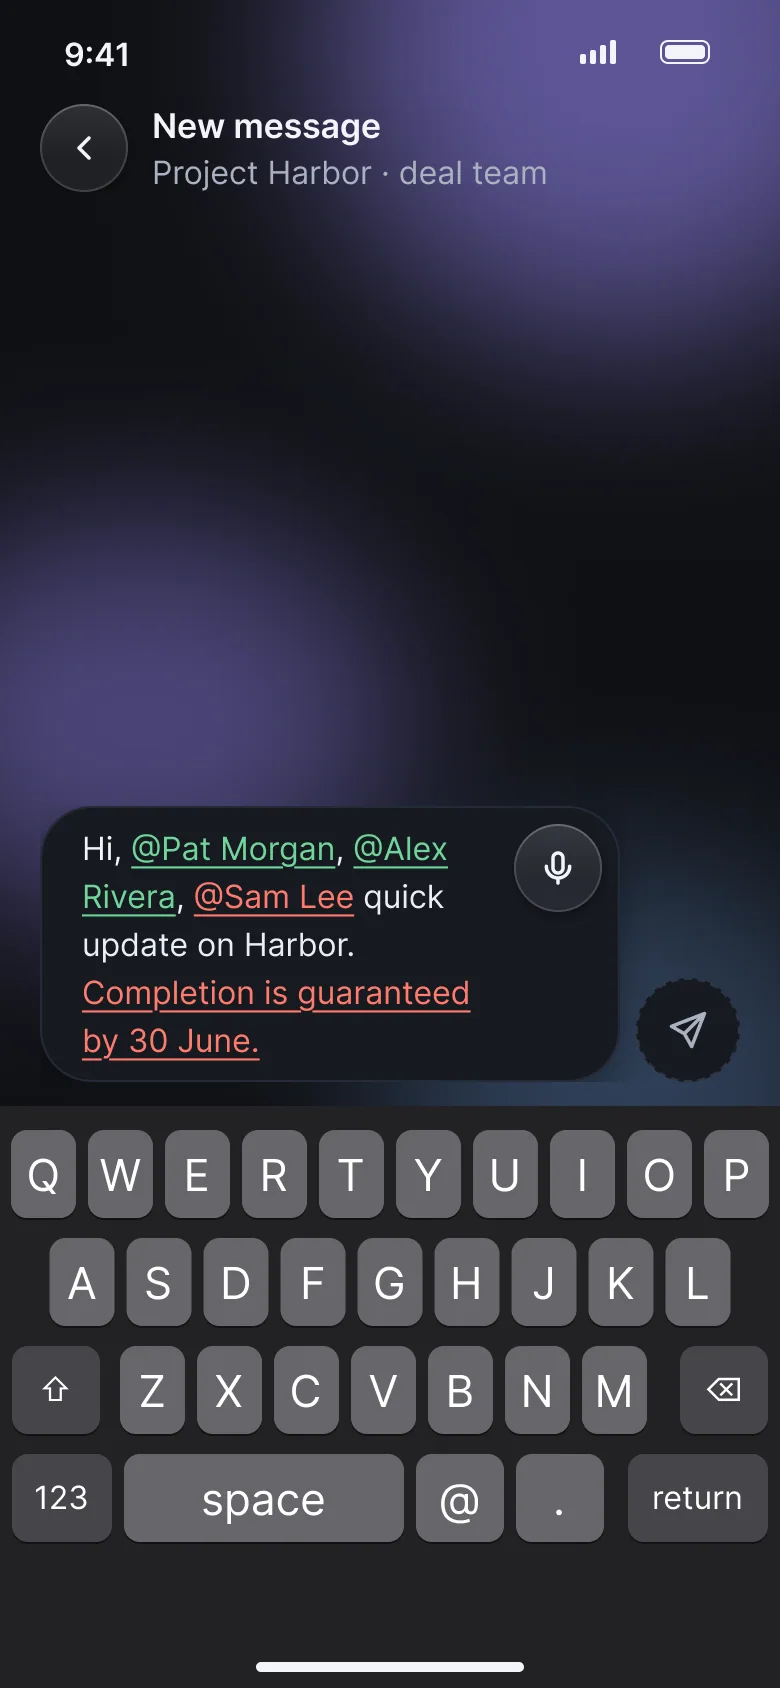 9:41
New message
Project Harbor · deal team
Hi, @Pat Morgan, @Alex
Rivera, @Sam Lee quick
update on Harbor.
Completion is guaranteed
by 30 June.
Q W E R T Y U I O P
A S D F G H J K L
Z X C V B N M
123 space @ . return